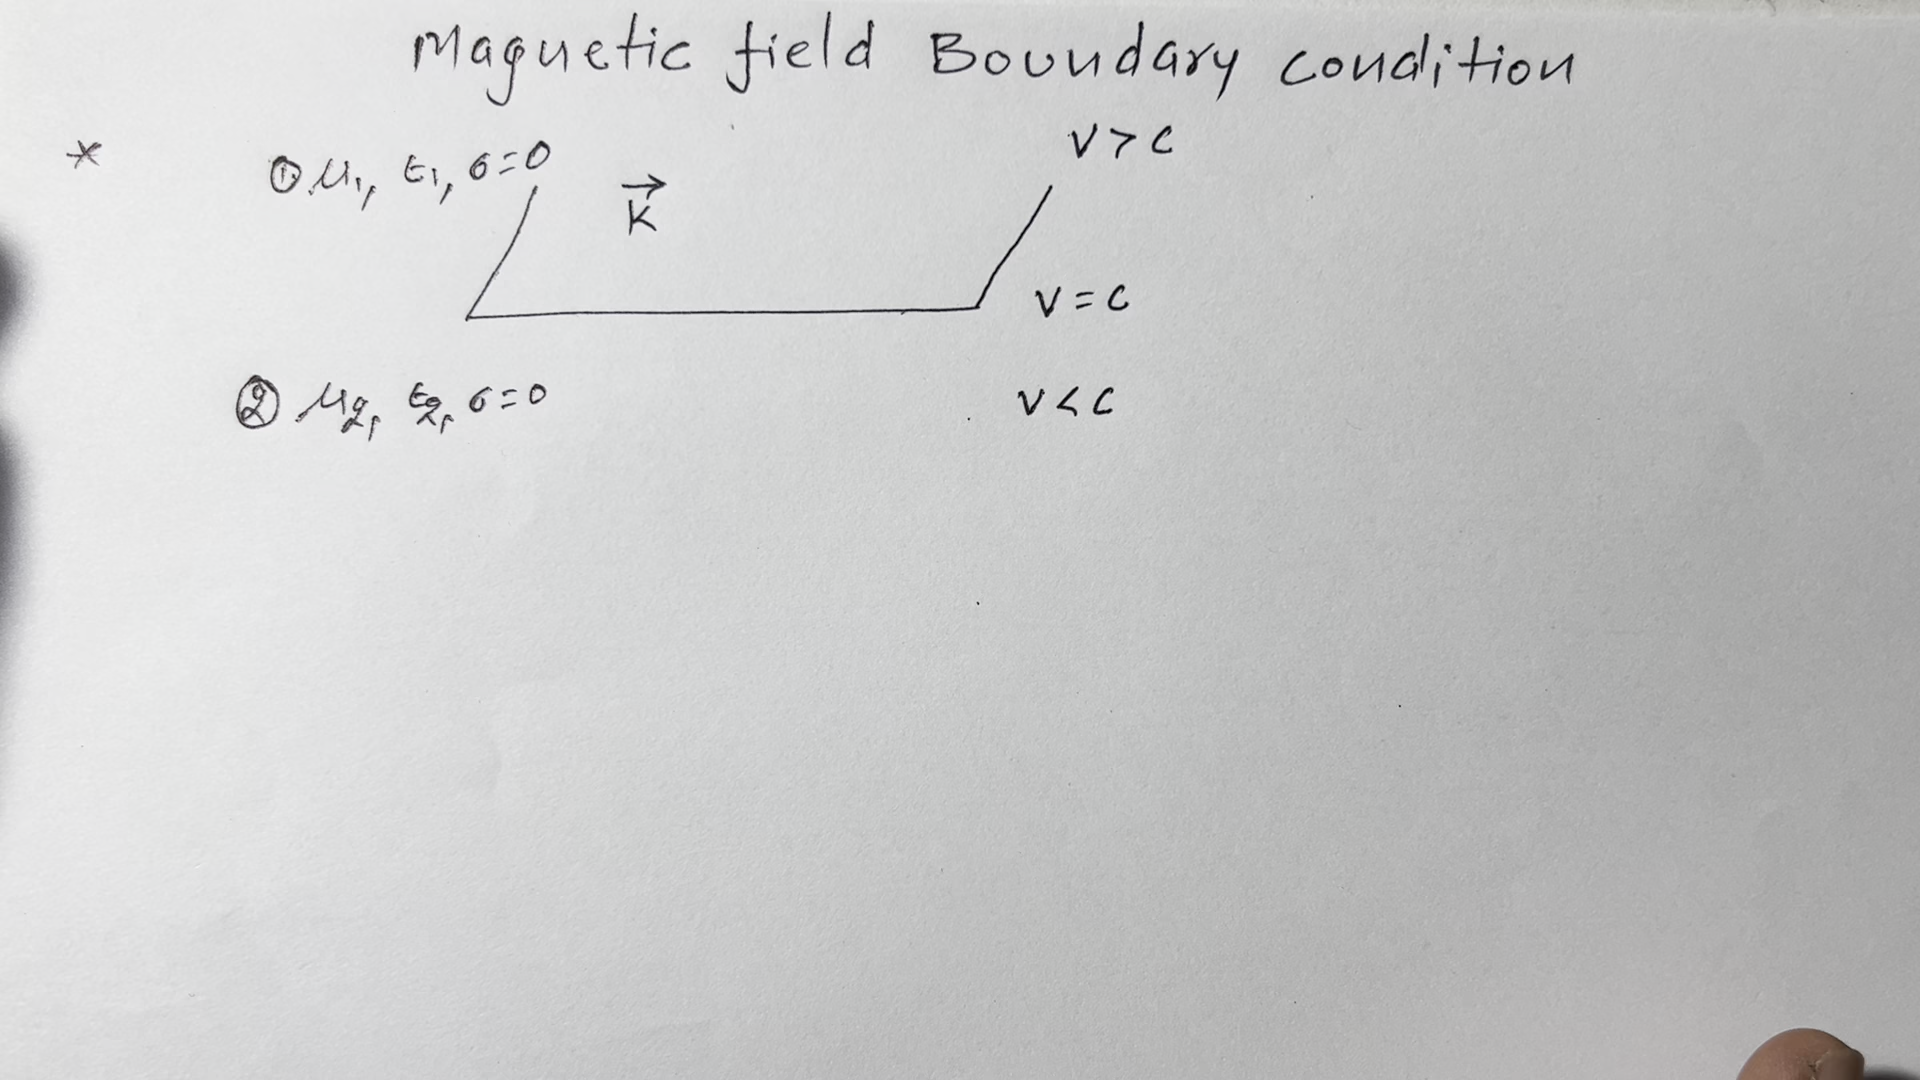 Magnetic field Boundary condition
* ① μ₁, ε₁, σ=0
K⃗
V > C
V = C
② μ₂, ε₂, σ=0
V < C